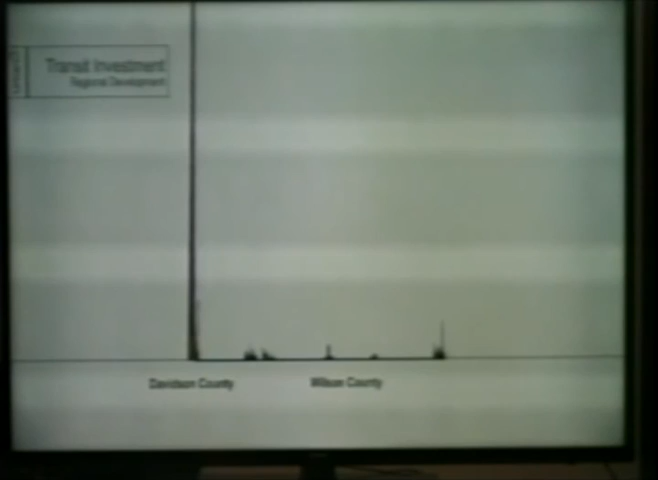 Transit Investment
Regional Development
Davidson County
Wilson County